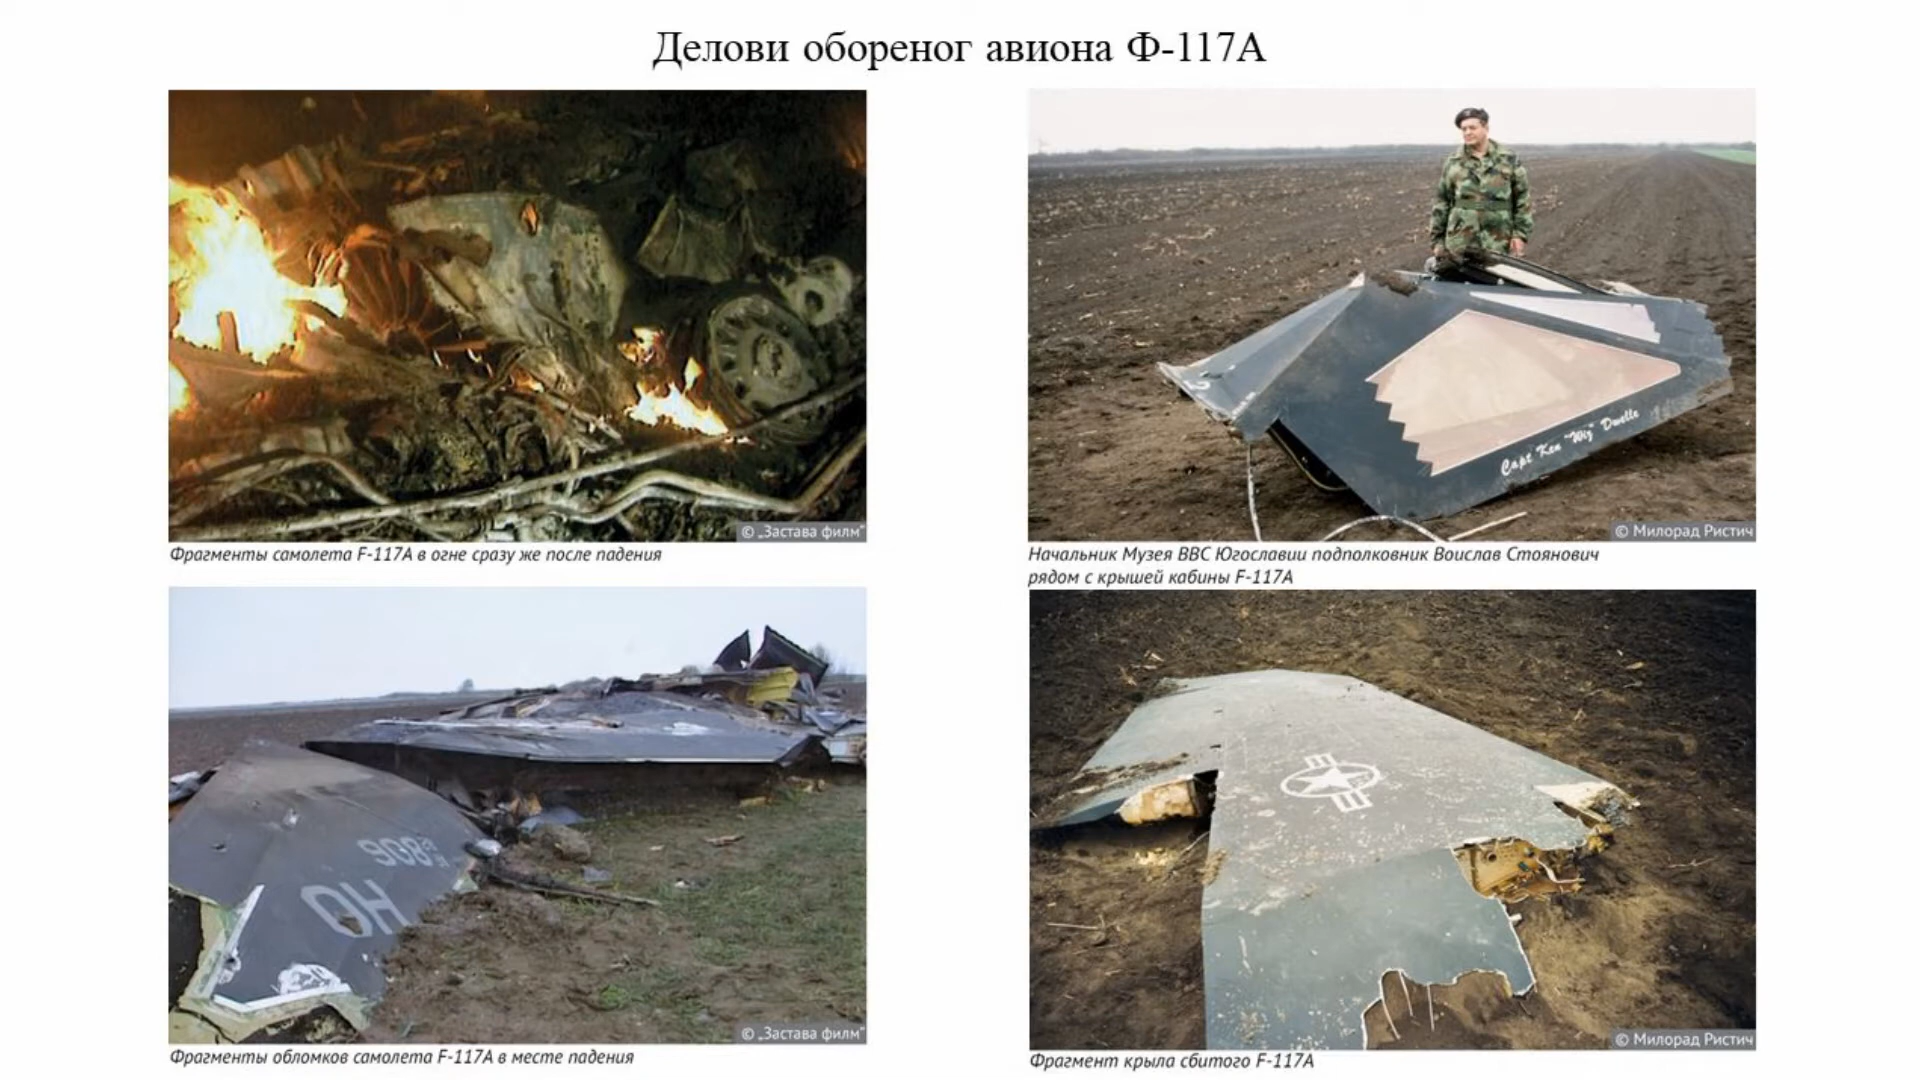 Делови обореног авиона Ф-117А
© „Застава филм”
Фрагменты самолета F-117A в огне сразу же после падения
Capt Ken "Wiz" Dwelle
© Милорад Ристич
Начальник Музея ВВС Югославии подполковник Воислав Стоянович
рядом с крышей кабины F-117A
908
HO
© „Застава филм”
Фрагменты обломков самолета F-117A в месте падения
© Милорад Ристич
Фрагмент крыла сбитого F-117A